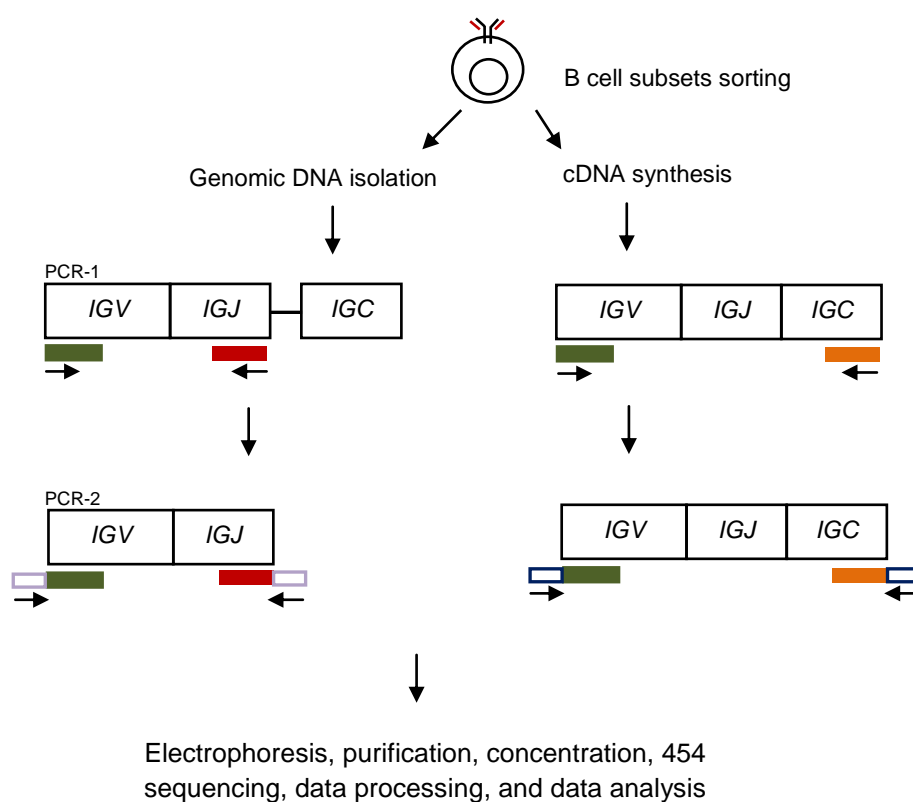 B cell subsets sorting
Genomic DNA isolation
cDNA synthesis
PCR-1
IGV IGJ IGC
IGV IGJ IGC
PCR-2
IGV IGJ
IGV IGJ IGC
Electrophoresis, purification, concentration, 454
sequencing, data processing, and data analysis